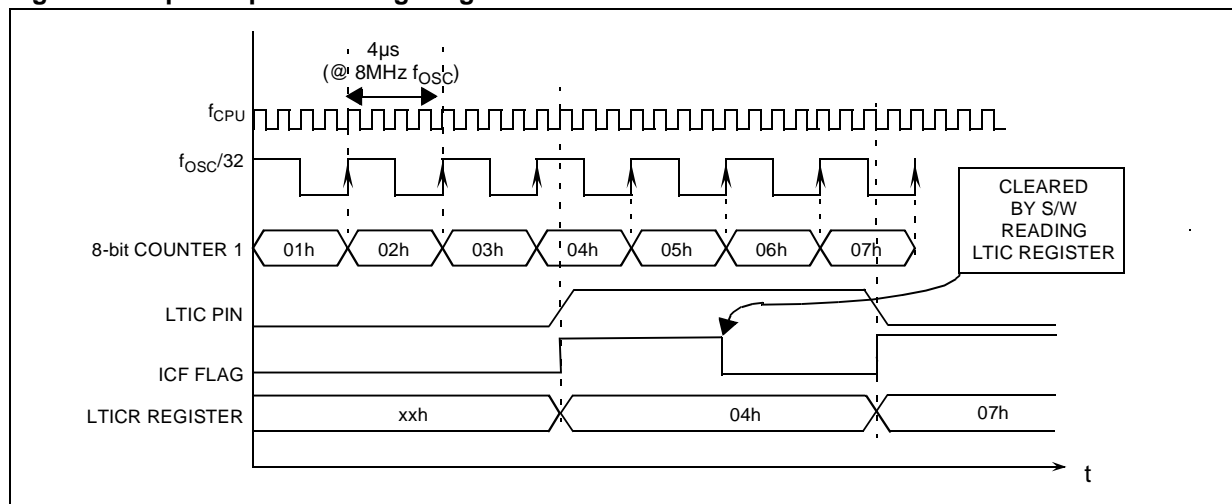 4µs
(@ 8MHz fOSC)
fCPU
fOSC/32
CLEARED
BY S/W
READING
LTIC REGISTER
8-bit COUNTER 1
01h
02h
03h
04h
05h
06h
07h
LTIC PIN
ICF FLAG
LTICR REGISTER
xxh
04h
07h
t